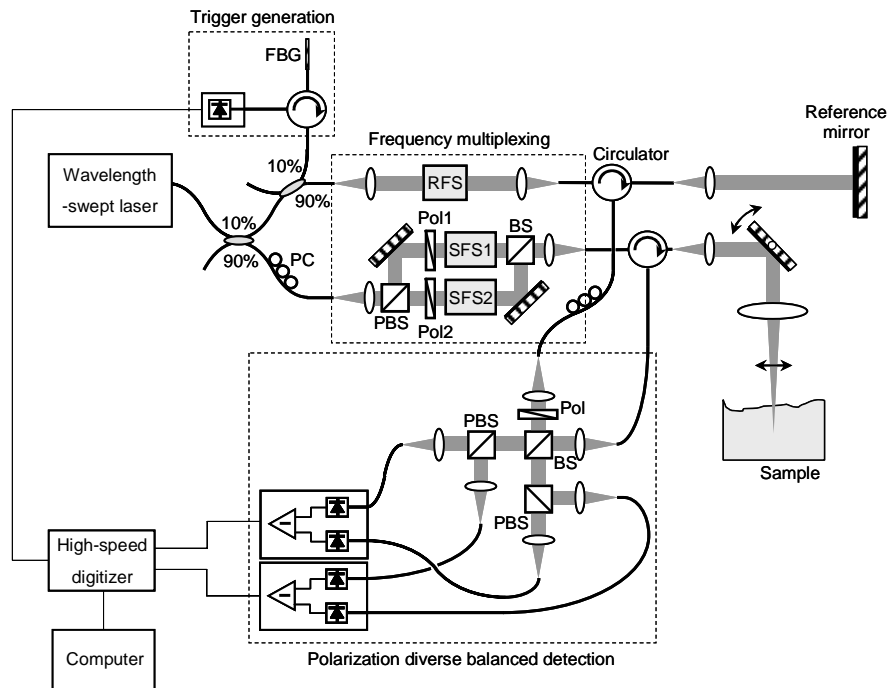 Trigger generation
FBG
Reference
mirror
Frequency multiplexing
Circulator
Wavelength
-swept laser
10%
90%
RFS
10%
90%
PC
Pol1
BS
SFS1
SFS2
PBS
Pol2
Pol
PBS
BS
PBS
Sample
High-speed
digitizer
Computer
Polarization diverse balanced detection